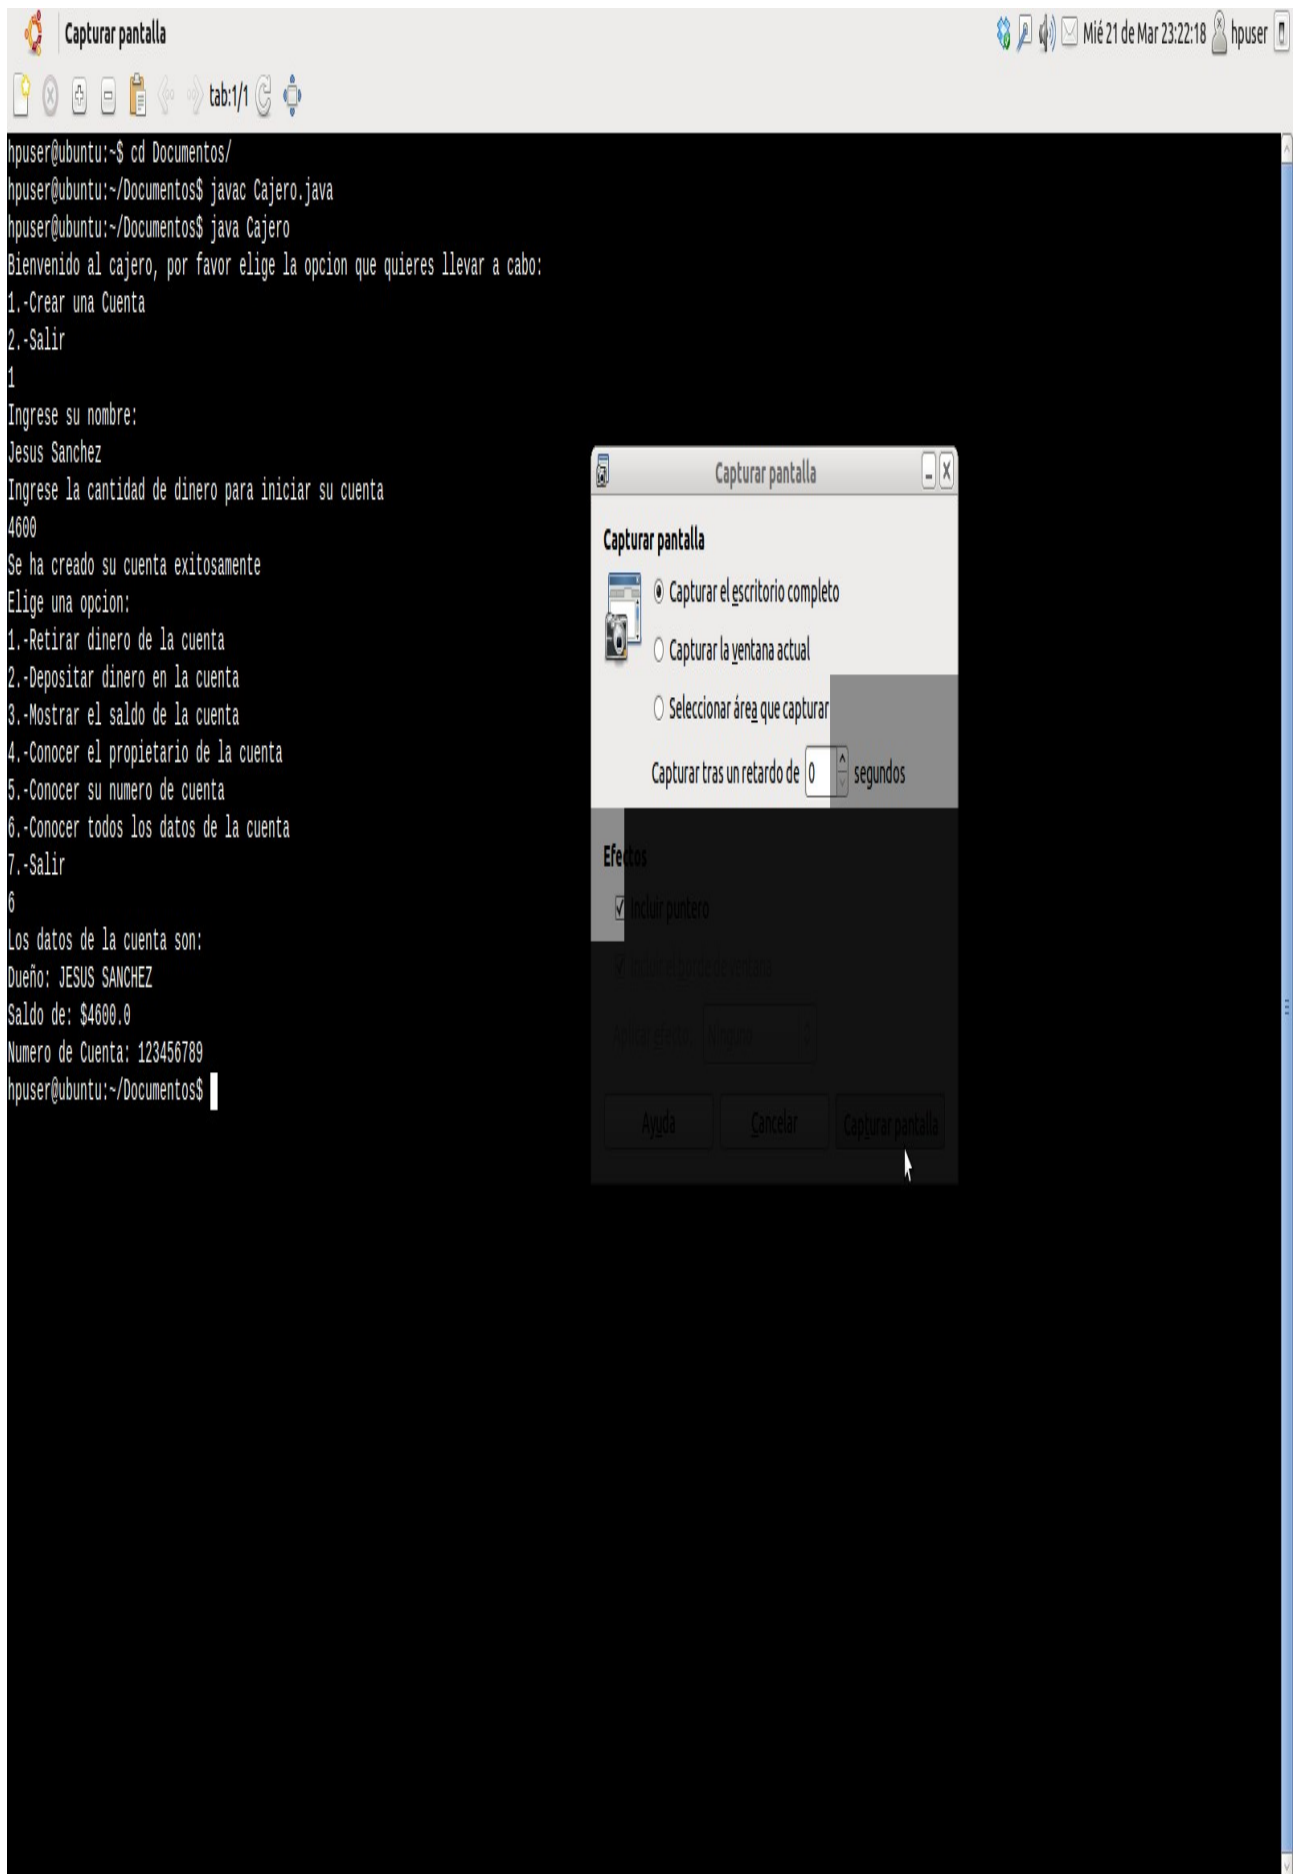 Capturar pantalla
Mié 21 de Mar 23:22:18 hpuser
tab:1/1
hpuser@ubuntu:~$ cd Documentos/
hpuser@ubuntu:~/Documentos$ javac Cajero.java
hpuser@ubuntu:~/Documentos$ java Cajero
Bienvenido al cajero, por favor elige la opcion que quieres llevar a cabo:
1.-Crear una Cuenta
2.-Salir
1
Ingrese su nombre:
Jesus Sanchez
Ingrese la cantidad de dinero para iniciar su cuenta
4600
Se ha creado su cuenta exitosamente
Elige una opcion:
1.-Retirar dinero de la cuenta
2.-Depositar dinero en la cuenta
3.-Mostrar el saldo de la cuenta
4.-Conocer el propietario de la cuenta
5.-Conocer su numero de cuenta
6.-Conocer todos los datos de la cuenta
7.-Salir
6
Los datos de la cuenta son:
Dueño: JESUS SANCHEZ
Saldo de: $4600.0
Numero de Cuenta: 123456789
hpuser@ubuntu:~/Documentos$
Capturar pantalla
Capturar pantalla
Capturar el escritorio completo
Capturar la ventana actual
Seleccionar área que capturar
Capturar tras un retardo de 0 segundos
Efectos
Incluir puntero
Incluir el borde de ventana
Aplicar efecto: Ninguno
Ayuda
Cancelar
Capturar pantalla